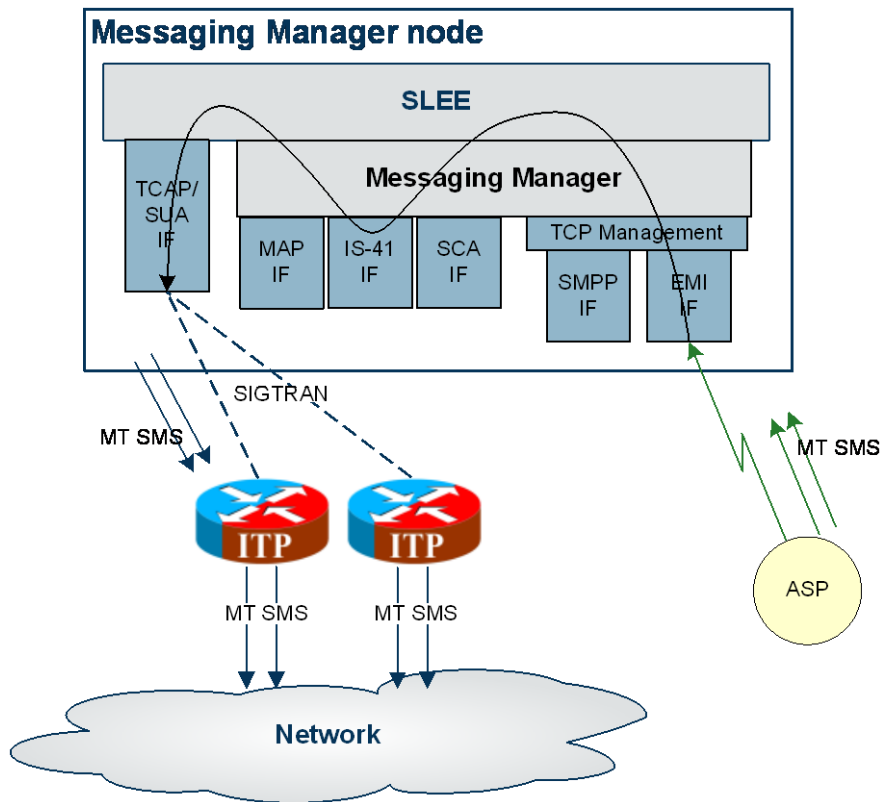 Messaging Manager node
SLEE
TCAP/
SUA
IF
Messaging Manager
MAP
IF
IS-41
IF
SCA
IF
TCP Management
SMPP
IF
EMI
IF
SIGTRAN
MT SMS
MT SMS
ITP
ITP
ASP
MT SMS
MT SMS
Network